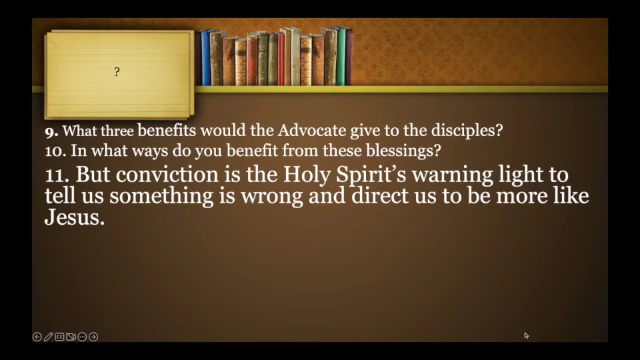 ?
9. What three benefits would the Advocate give to the disciples?
10. In what ways do you benefit from these blessings?
11. But conviction is the Holy Spirit's warning light to
tell us something is wrong and direct us to be more like
Jesus.